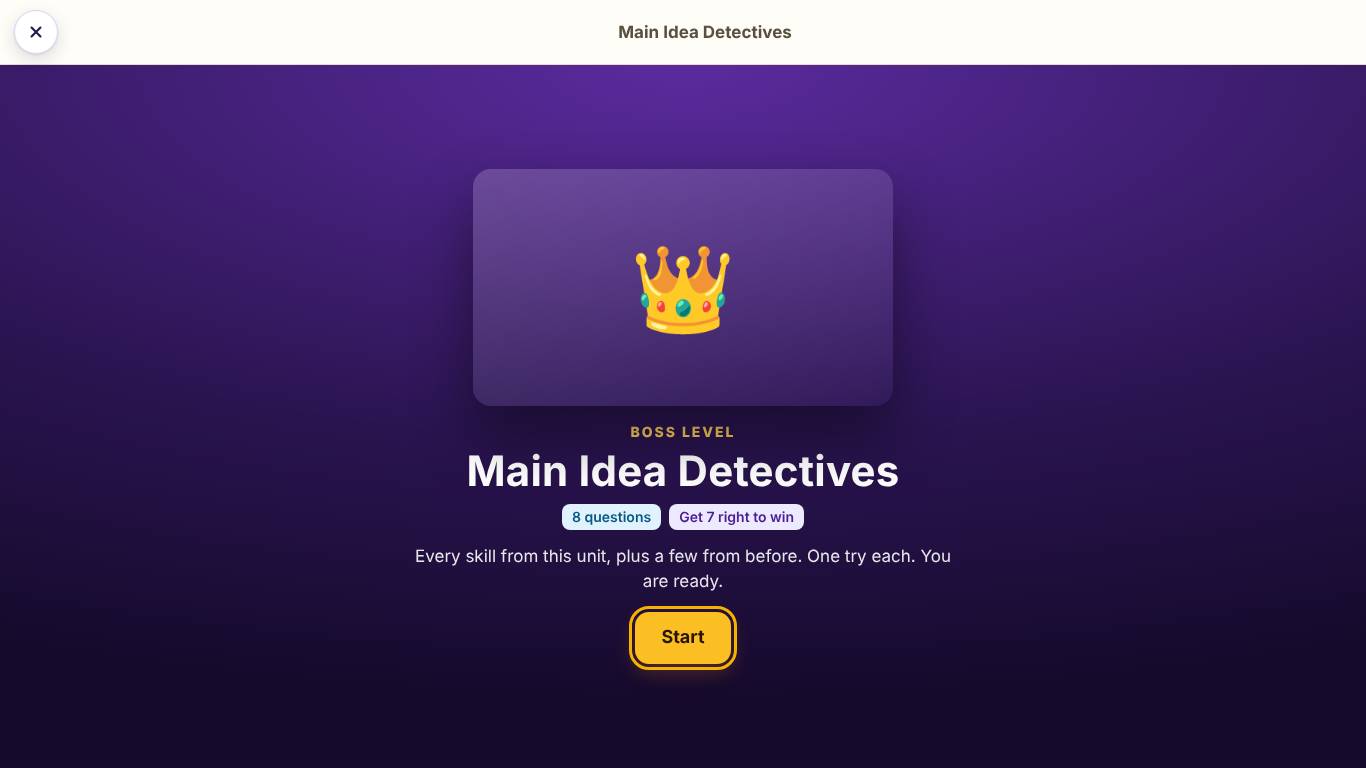 Main Idea Detectives
BOSS LEVEL
Main Idea Detectives
8 questions
Get 7 right to win
Every skill from this unit, plus a few from before. One try each. You
are ready.
Start